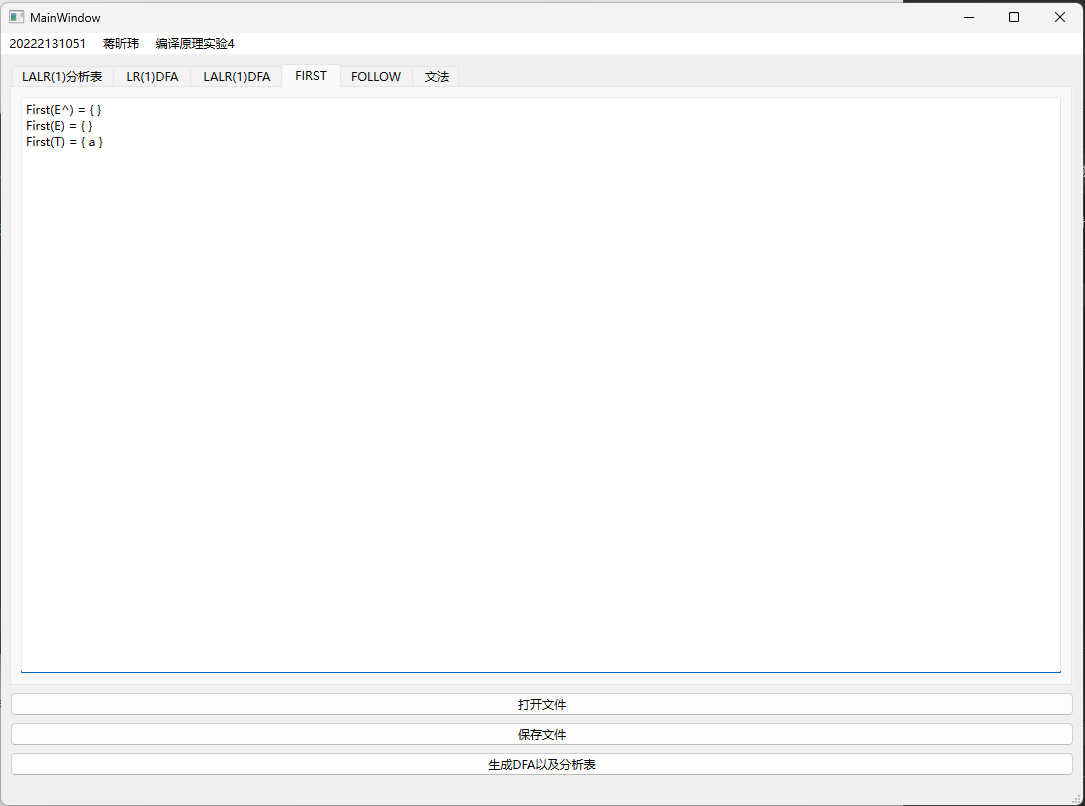 MainWindow
20222131051 蒋昕玮 编译原理实验4
LALR(1)分析表 LR(1)DFA LALR(1)DFA FIRST FOLLOW 文法
First(E^) = { }
First(E) = { }
First(T) = { a }
打开文件
保存文件
生成DFA以及分析表